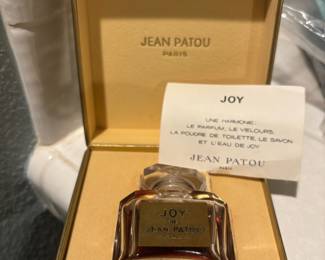 JEAN PATOU
PARIS
JOY
UNE HARMONIE:
LE PARFUM, LE VELOURS,
LA POUDRE DE TOILETTE, LE SAVON
ET L'EAU DE JOY
JEAN PATOU
PARIS
JOY
DE
JEAN PATOU